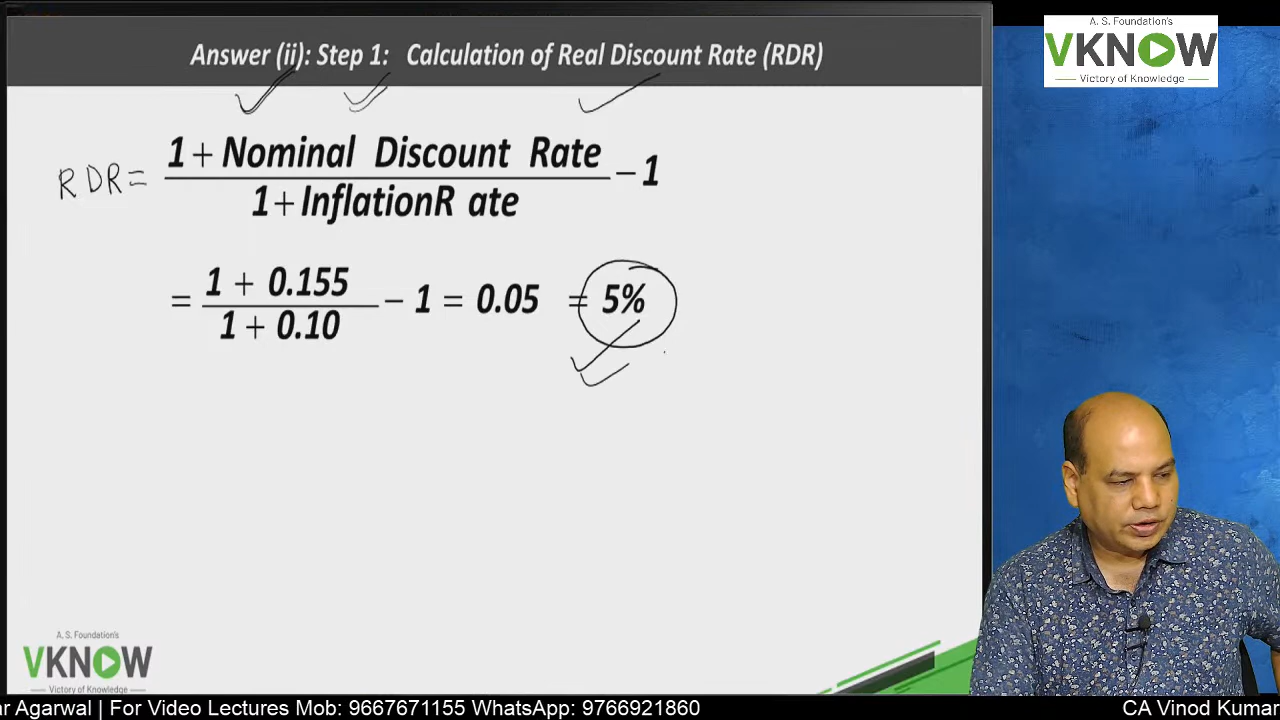 Answer (ii): Step 1: Calculation of Real Discount Rate (RDR)
A. S. Foundation's
VKNOW
Victory of Knowledge
RDR = 1 + Nominal Discount Rate / 1 + InflationR ate − 1
= 1 + 0.155 / 1 + 0.10 − 1 = 0.05 = 5%
A. S. Foundation's
VKNOW
Victory of Knowledge
ar Agarwal | For Video Lectures Mob: 9667671155 WhatsApp: 9766921860
CA Vinod Kumar